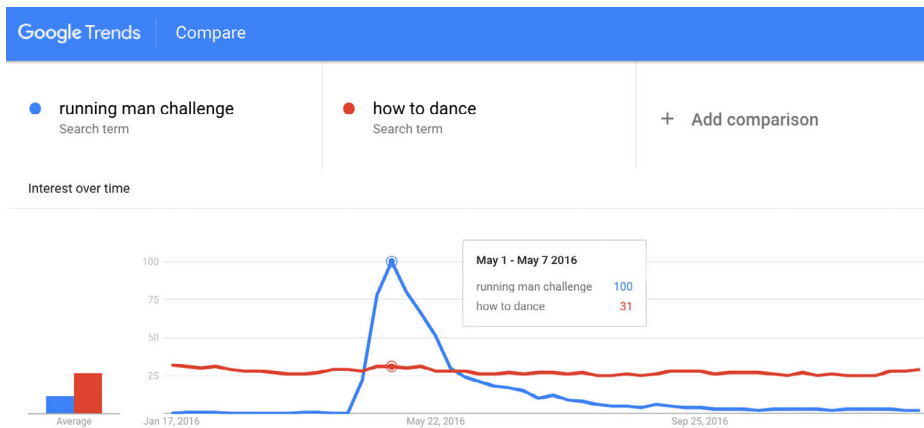 Google Trends Compare
running man challenge
Search term
how to dance
Search term
+ Add comparison
Interest over time
100
75
50
25
May 1 - May 7 2016
running man challenge 100
how to dance 31
Average
Jan 17, 2016 May 22, 2016 Sep 25, 2016